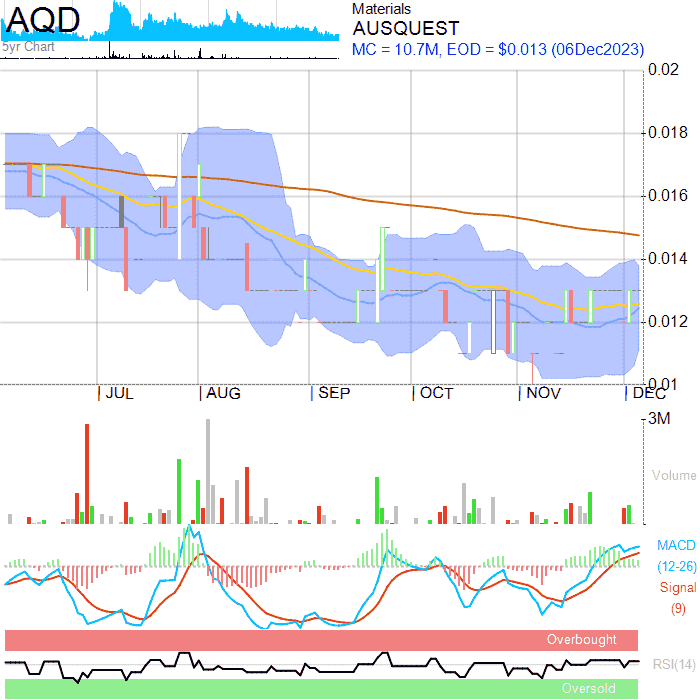 AQD
5yr Chart
Materials
AUSQUEST
MC = 10.7M, EOD = $0.013 (06Dec2023)
0.02
0.018
0.016
0.014
0.012
0.01
JUL
AUG
SEP
OCT
NOV
DEC
3M
Volume
MACD
(12-26)
Signal
(9)
Overbought
RSI(14)
Oversold